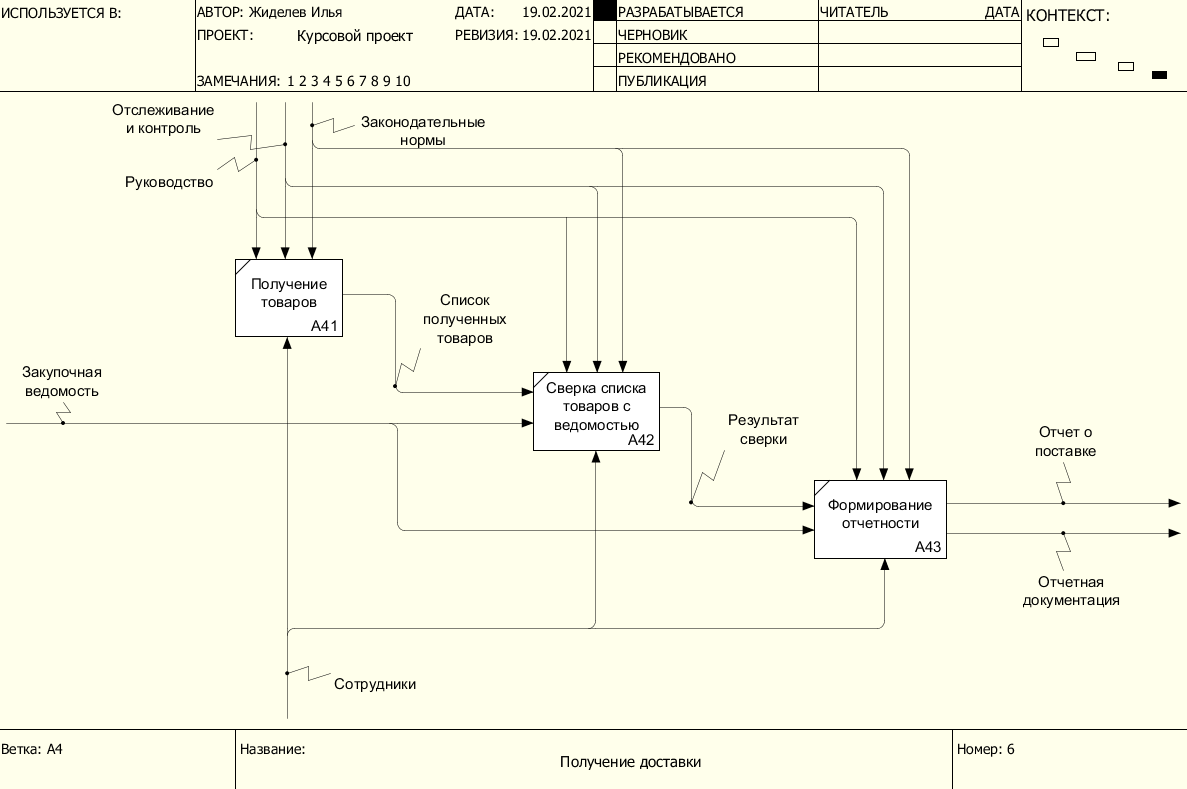 ИСПОЛЬЗУЕТСЯ В:
АВТОР: Жиделев Илья
ДАТА: 19.02.2021
РАЗРАБАТЫВАЕТСЯ
ЧИТАТЕЛЬ
ДАТА
КОНТЕКСТ:
ПРОЕКТ: Курсовой проект
РЕВИЗИЯ: 19.02.2021
ЧЕРНОВИК
РЕКОМЕНДОВАНО
ЗАМЕЧАНИЯ: 1 2 3 4 5 6 7 8 9 10
ПУБЛИКАЦИЯ
Отслеживание
и контроль
Законодательные
нормы
Руководство
Получение
товаров
A41
Список
полученных
товаров
Закупочная
ведомость
Сверка списка
товаров с
ведомостью
A42
Результат
сверки
Отчет о
поставке
Формирование
отчетности
A43
Отчетная
документация
Сотрудники
Ветка: A4
Название:
Получение доставки
Номер: 6